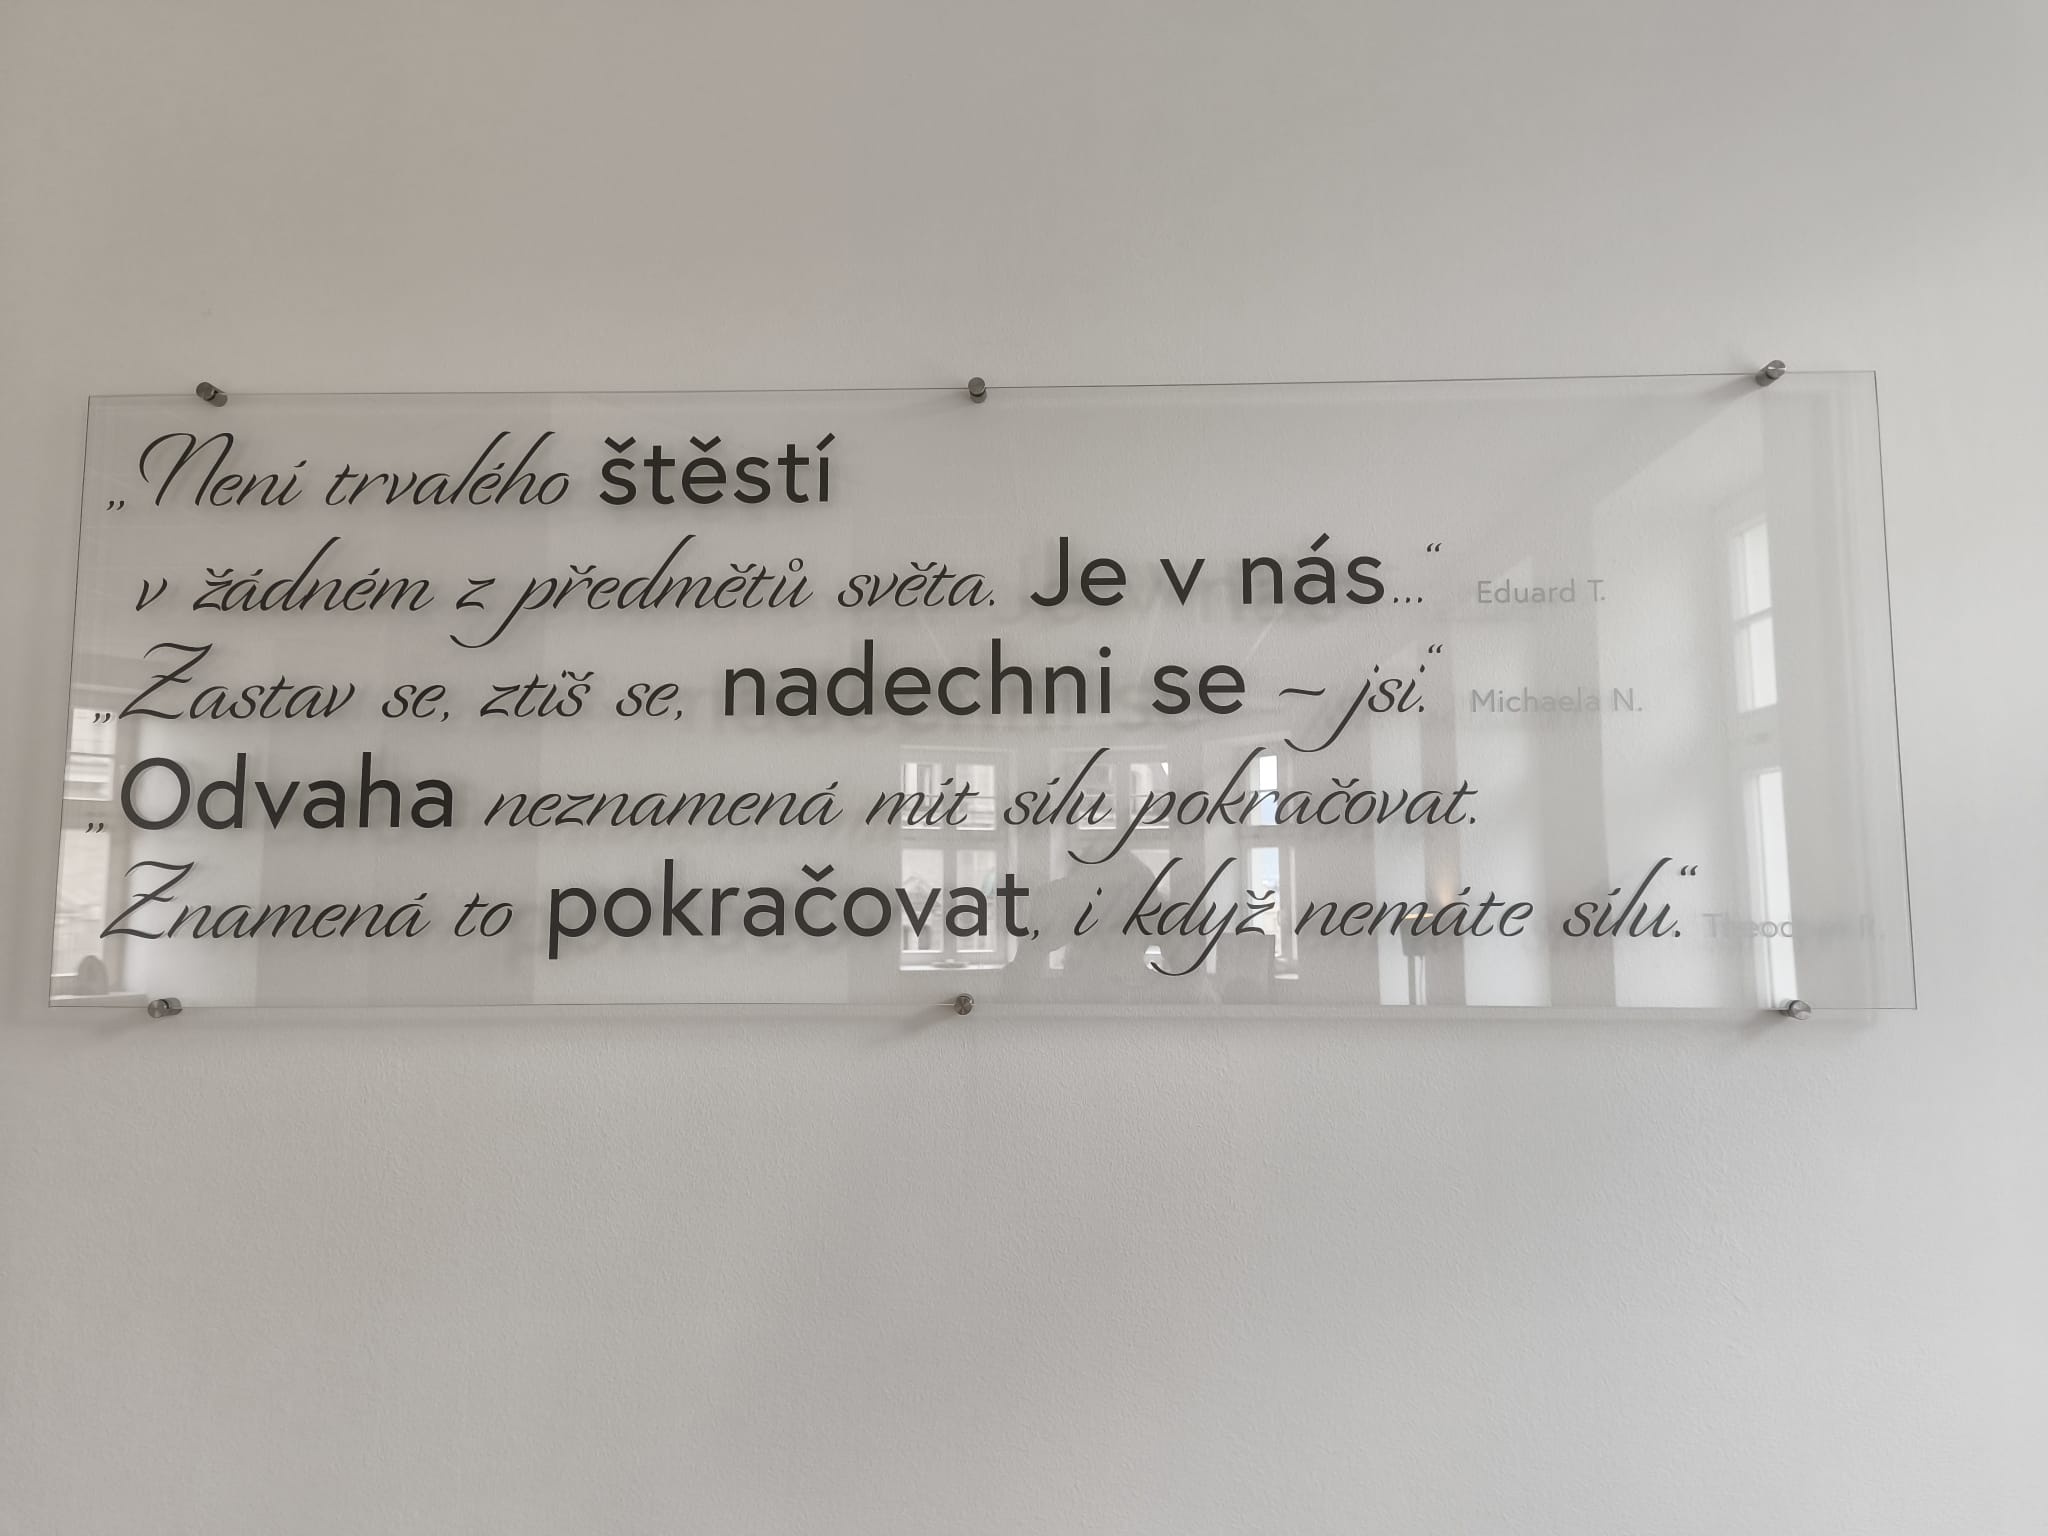 „Není trvalého štěstí
v žádném z předmětů světa. Je v nás...“ Eduard T.
„Zastav se, ztiš se, nadechni se ~ jsi.“ Michaela N.
„Odvaha neznamená mít sílu pokračovat.
Znamená to pokračovat, i když nemáte sílu.“